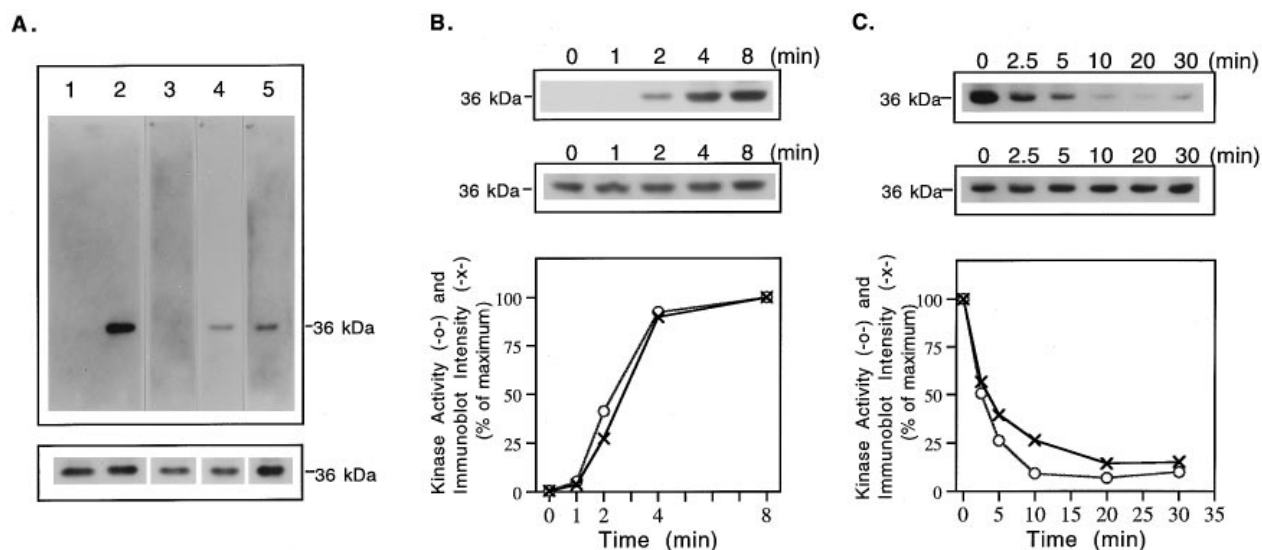 A.
1 2 3 4 5
36 kDa
36 kDa
B.
0 1 2 4 8 (min)
36 kDa
0 1 2 4 8 (min)
36 kDa
Kinase Activity (-o-) and
Immunoblot Intensity (-x-)
(% of maximum)
100
75
50
25
0
0 1 2 4 8
Time (min)
C.
0 2.5 5 10 20 30 (min)
36 kDa
0 2.5 5 10 20 30 (min)
36 kDa
Kinase Activity (-o-) and
Immunoblot Intensity (-x-)
(% of maximum)
100
75
50
25
0
0 5 10 15 20 25 30 35
Time (min)